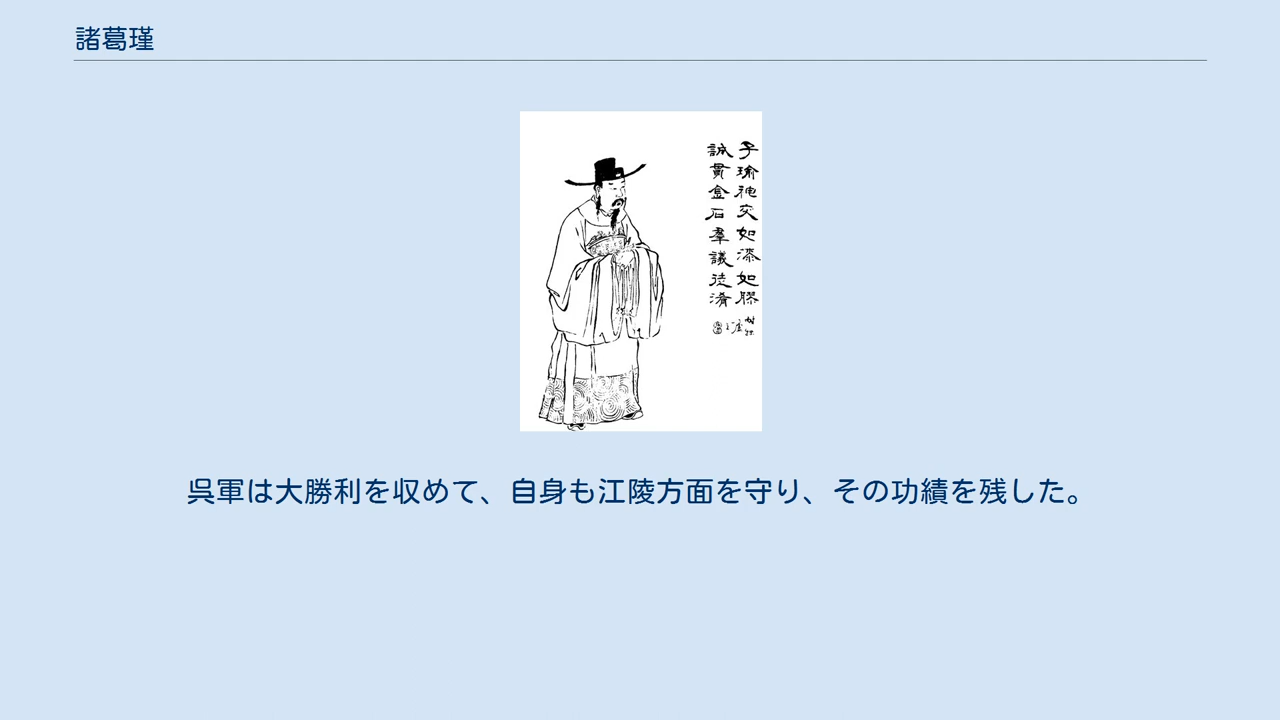 諸葛瑾
子瑜神交如漆如膠
誠貫金石羣議徒淆
呉軍は大勝利を収めて、自身も江陵方面を守り、その功績を残した。